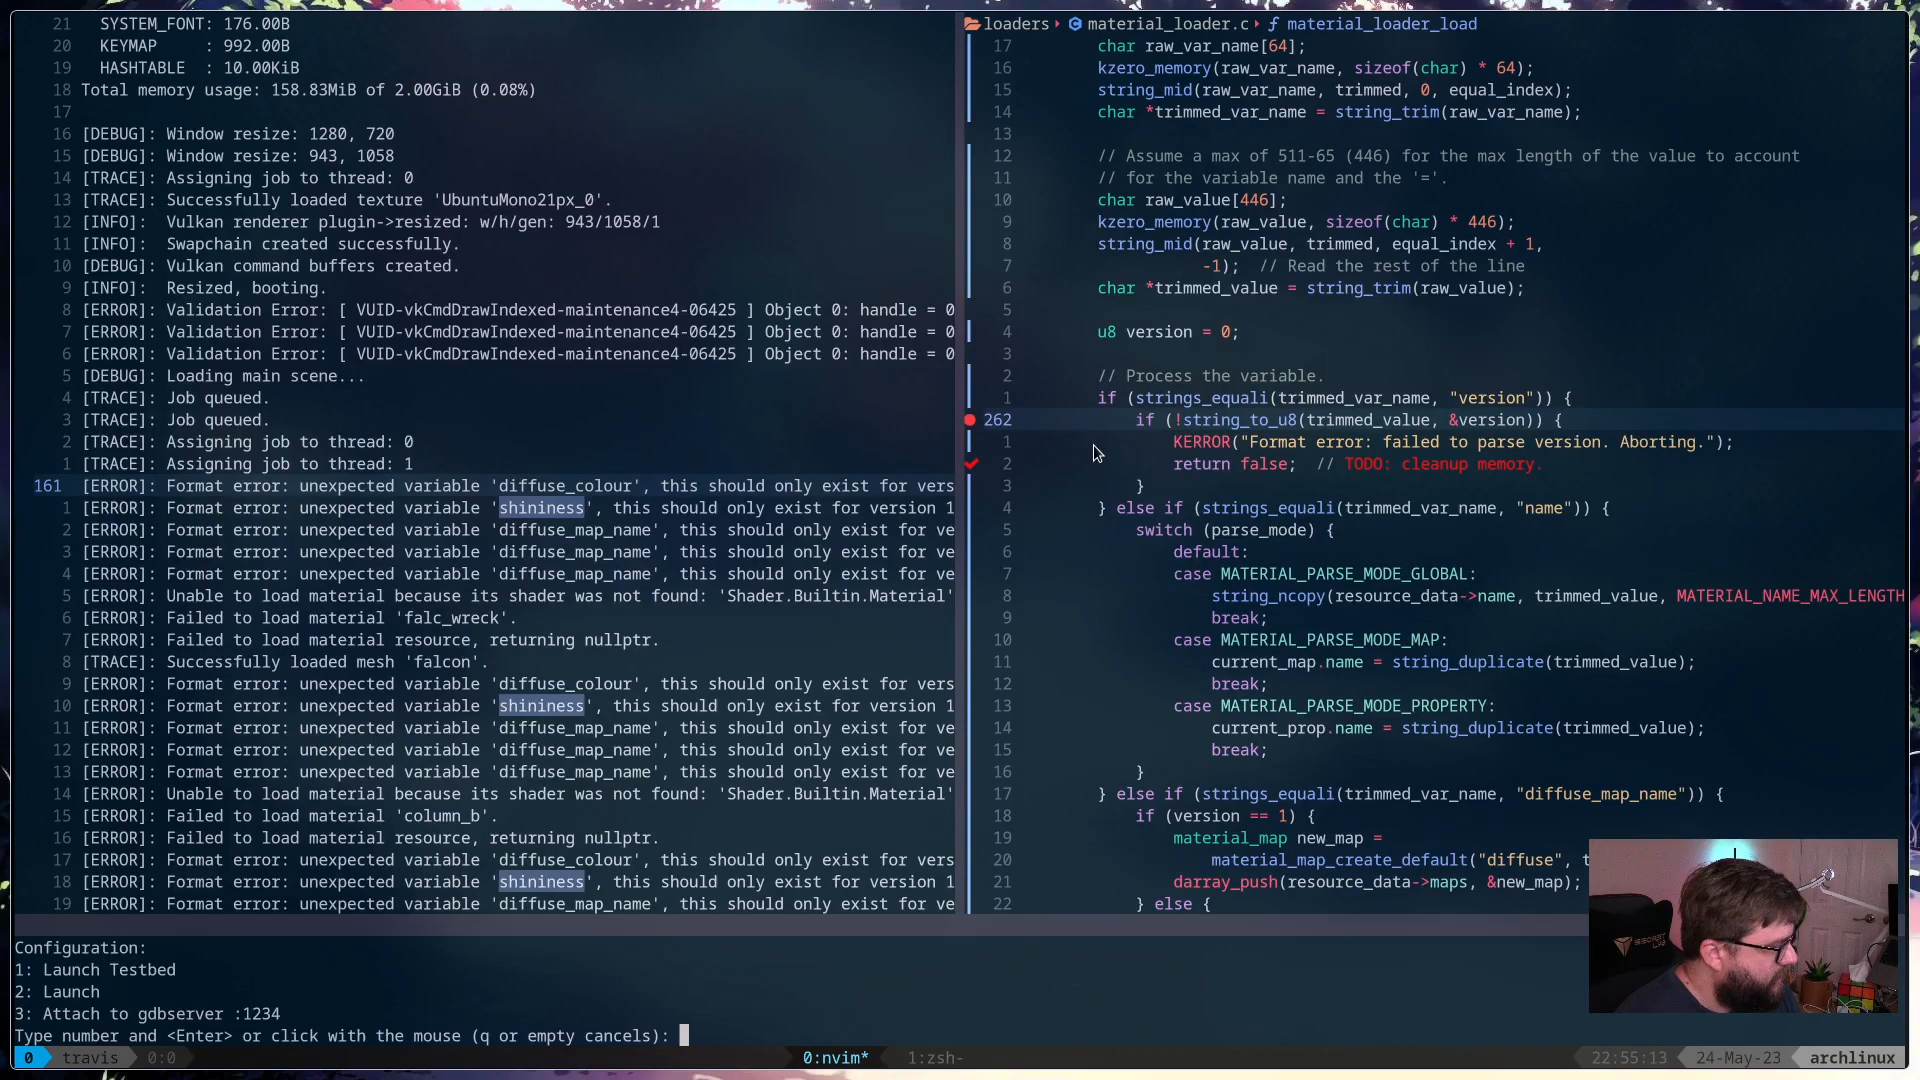 21   SYSTEM_FONT: 176.00B
20   KEYMAP     : 992.00B
19   HASHTABLE  : 10.00KiB
18 Total memory usage: 158.83MiB of 2.00GiB (0.08%)
17
16 [DEBUG]: Window resize: 1280, 720
15 [DEBUG]: Window resize: 943, 1058
14 [TRACE]: Assigning job to thread: 0
13 [TRACE]: Successfully loaded texture 'UbuntuMono21px_0'.
12 [INFO]:  Vulkan renderer plugin->resized: w/h/gen: 943/1058/1
11 [INFO]:  Swapchain created successfully.
10 [DEBUG]: Vulkan command buffers created.
9 [INFO]:  Resized, booting.
8 [ERROR]: Validation Error: [ VUID-vkCmdDrawIndexed-maintenance4-06425 ] Object 0: handle = 0
7 [ERROR]: Validation Error: [ VUID-vkCmdDrawIndexed-maintenance4-06425 ] Object 0: handle = 0
6 [ERROR]: Validation Error: [ VUID-vkCmdDrawIndexed-maintenance4-06425 ] Object 0: handle = 0
5 [DEBUG]: Loading main scene...
4 [TRACE]: Job queued.
3 [TRACE]: Job queued.
2 [TRACE]: Assigning job to thread: 0
1 [TRACE]: Assigning job to thread: 1
161 [ERROR]: Format error: unexpected variable 'diffuse_colour', this should only exist for vers
1 [ERROR]: Format error: unexpected variable 'shininess', this should only exist for version 1
2 [ERROR]: Format error: unexpected variable 'diffuse_map_name', this should only exist for ve
3 [ERROR]: Format error: unexpected variable 'diffuse_map_name', this should only exist for ve
4 [ERROR]: Format error: unexpected variable 'diffuse_map_name', this should only exist for ve
5 [ERROR]: Unable to load material because its shader was not found: 'Shader.Builtin.Material'
6 [ERROR]: Failed to load material 'falc_wreck'.
7 [ERROR]: Failed to load material resource, returning nullptr.
8 [TRACE]: Successfully loaded mesh 'falcon'.
9 [ERROR]: Format error: unexpected variable 'diffuse_colour', this should only exist for vers
10 [ERROR]: Format error: unexpected variable 'shininess', this should only exist for version 1
11 [ERROR]: Format error: unexpected variable 'diffuse_map_name', this should only exist for ve
12 [ERROR]: Format error: unexpected variable 'diffuse_map_name', this should only exist for ve
13 [ERROR]: Format error: unexpected variable 'diffuse_map_name', this should only exist for ve
14 [ERROR]: Unable to load material because its shader was not found: 'Shader.Builtin.Material'
15 [ERROR]: Failed to load material 'column_b'.
16 [ERROR]: Failed to load material resource, returning nullptr.
17 [ERROR]: Format error: unexpected variable 'diffuse_colour', this should only exist for vers
18 [ERROR]: Format error: unexpected variable 'shininess', this should only exist for version 1
19 [ERROR]: Format error: unexpected variable 'diffuse_map_name', this should only exist for ve
loaders › material_loader.c › material_loader_load
17 char raw_var_name[64];
16 kzero_memory(raw_var_name, sizeof(char) * 64);
15 string_mid(raw_var_name, trimmed, 0, equal_index);
14 char *trimmed_var_name = string_trim(raw_var_name);
13
12 // Assume a max of 511-65 (446) for the max length of the value to account
11 // for the variable name and the '='.
10 char raw_value[446];
9 kzero_memory(raw_value, sizeof(char) * 446);
8 string_mid(raw_value, trimmed, equal_index + 1,
7            -1);  // Read the rest of the line
6 char *trimmed_value = string_trim(raw_value);
5
4 u8 version = 0;
3
2 // Process the variable.
1 if (strings_equali(trimmed_var_name, "version")) {
262     if (!string_to_u8(trimmed_value, &version)) {
1         KERROR("Format error: failed to parse version. Aborting.");
2         return false;  // TODO: cleanup memory.
3     }
4 } else if (strings_equali(trimmed_var_name, "name")) {
5     switch (parse_mode) {
6         default:
7         case MATERIAL_PARSE_MODE_GLOBAL:
8             string_ncopy(resource_data->name, trimmed_value, MATERIAL_NAME_MAX_LENGTH
9             break;
10         case MATERIAL_PARSE_MODE_MAP:
11             current_map.name = string_duplicate(trimmed_value);
12             break;
13         case MATERIAL_PARSE_MODE_PROPERTY:
14             current_prop.name = string_duplicate(trimmed_value);
15             break;
16     }
17 } else if (strings_equali(trimmed_var_name, "diffuse_map_name")) {
18     if (version == 1) {
19         material_map new_map =
20             material_map_create_default("diffuse", t
21         darray_push(resource_data->maps, &new_map);
22     } else {
Configuration:
1: Launch Testbed
2: Launch
3: Attach to gdbserver :1234
Type number and <Enter> or click with the mouse (q or empty cancels):
0 travis 0:0 0:nvim* 1:zsh- 22:55:13 24-May-23 archlinux